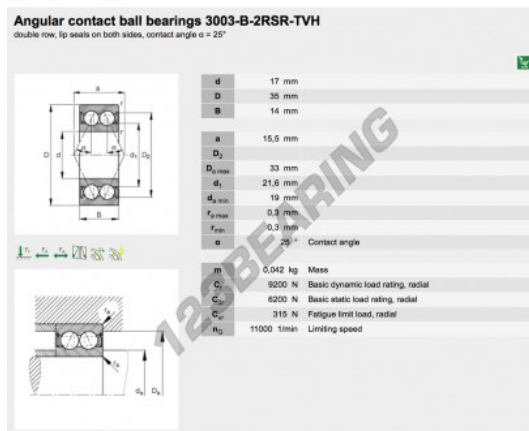 Angular contact ball bearings 3003-B-2RSR-TVH
double row, lip seals on both sides, contact angle α = 25°
d 17 mm
D 35 mm
B 14 mm
a 15,5 mm
D2
Da max 33 mm
d1 21,6 mm
da min 19 mm
ra max 0,3 mm
rmin 0,3 mm
α 25 ° Contact angle
m 0,042 kg Mass
Cr 9200 N Basic dynamic load rating, radial
C0r 6200 N Basic static load rating, radial
Cur 315 N Fatigue limit load, radial
nG 11000 1/min Limiting speed
a
r
r
D
d
α
α
d1
D2
B
ra
ra
da
Da
123BEARING